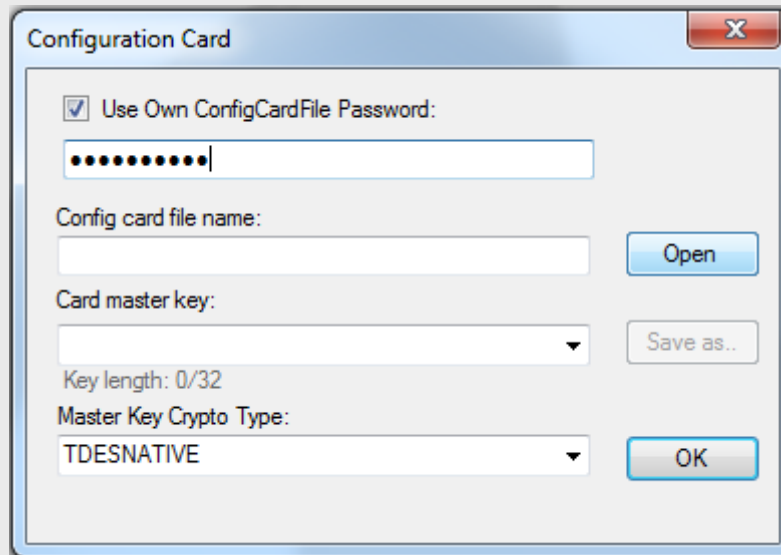 Configuration Card
Use Own ConfigCardFile Password:
••••••••••
Config card file name:
Open
Card master key:
Save as..
Key length: 0/32
Master Key Crypto Type:
TDESNATIVE
OK